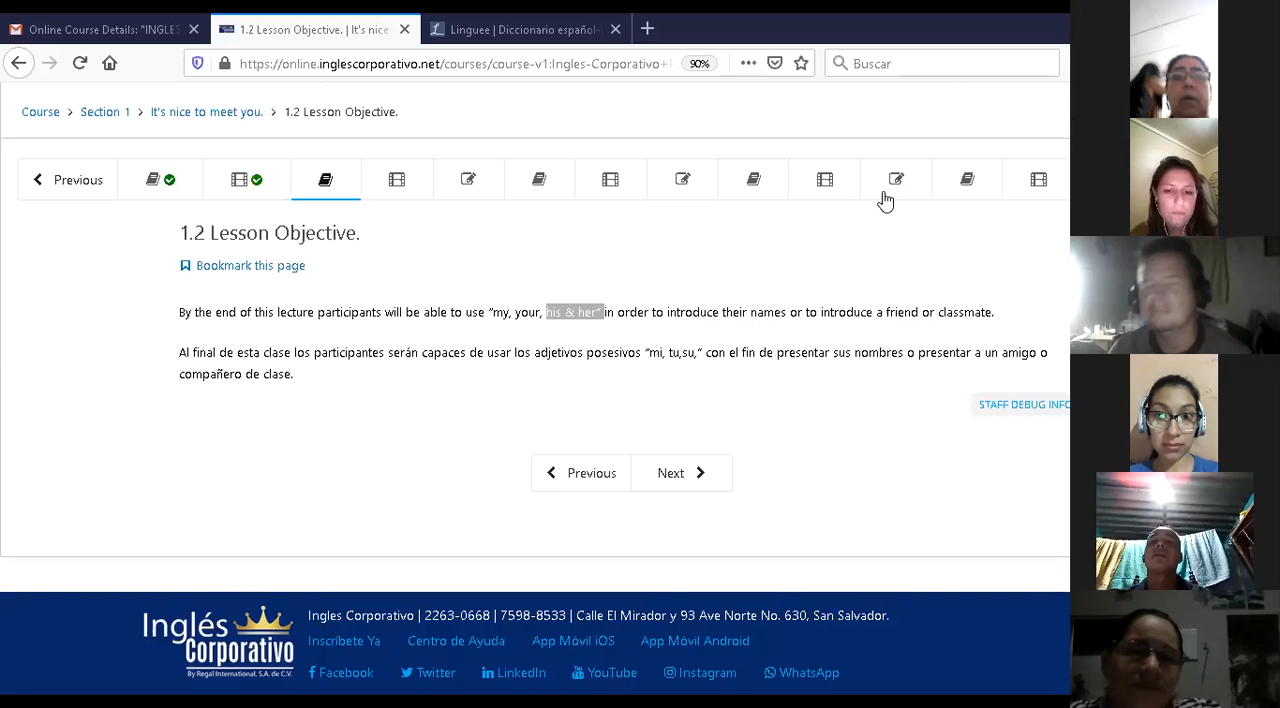 Online Course Details: "INGLES
1.2 Lesson Objective. | It's nice
Linguee | Diccionario español-
https://online.inglescorporativo.net/courses/course-v1:Ingles-Corporativo+
90%
Buscar
Course > Section 1 > It's nice to meet you. > 1.2 Lesson Objective.
Previous
1.2 Lesson Objective.
Bookmark this page
By the end of this lecture participants will be able to use "my, your, his & her" in order to introduce their names or to introduce a friend or classmate.
Al final de esta clase los participantes serán capaces de usar los adjetivos posesivos "mi, tu,su," con el fin de presentar sus nombres o presentar a un amigo o
compañero de clase.
STAFF DEBUG INFO
Previous
Next
Inglés Corporativo
By Regal International, S.A. de C.V.
Ingles Corporativo | 2263-0668 | 7598-8533 | Calle El Mirador y 93 Ave Norte No. 630, San Salvador.
Inscríbete Ya Centro de Ayuda App Móvil iOS App Móvil Android
Facebook Twitter LinkedIn YouTube Instagram WhatsApp